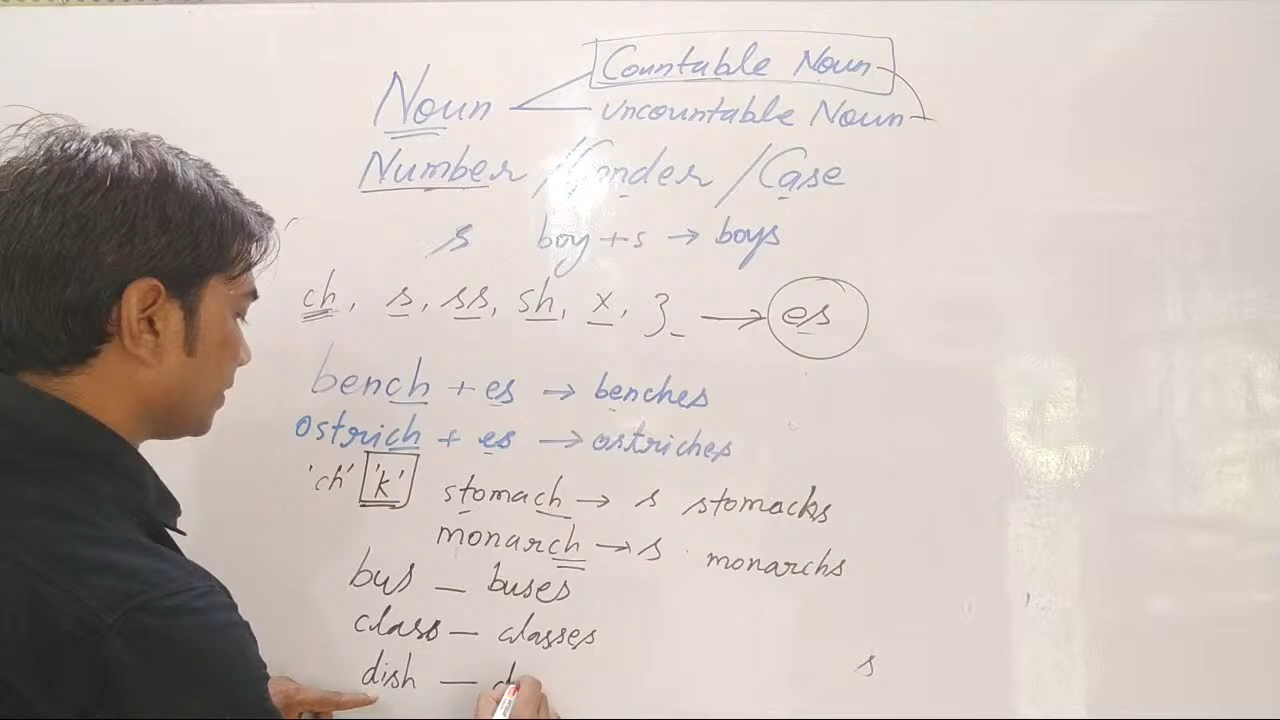 Countable Noun
Noun
uncountable Noun
Number / Gender / Case
s boy + s → boys
ch, s, ss, sh, x, z → es
bench + es → benches
ostrich + es → ostriches
'ch' 'k' stomach → s stomachs
monarch → s monarchs
bus — buses
class — classes
dish — d
s